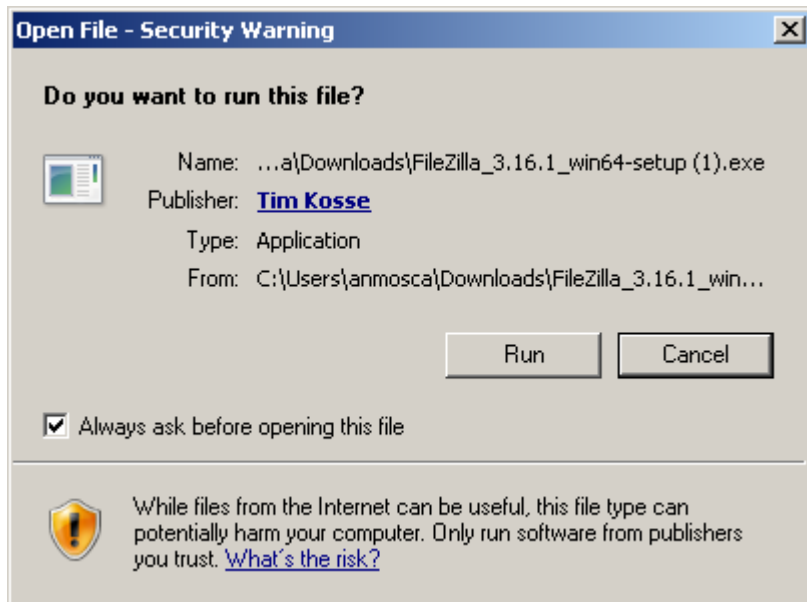 Open File - Security Warning
Do you want to run this file?
Name: ...a\Downloads\FileZilla_3.16.1_win64-setup (1).exe
Publisher: Tim Kosse
Type: Application
From: C:\Users\anmosca\Downloads\FileZilla_3.16.1_win...
Run Cancel
Always ask before opening this file
While files from the Internet can be useful, this file type can
potentially harm your computer. Only run software from publishers
you trust. What's the risk?